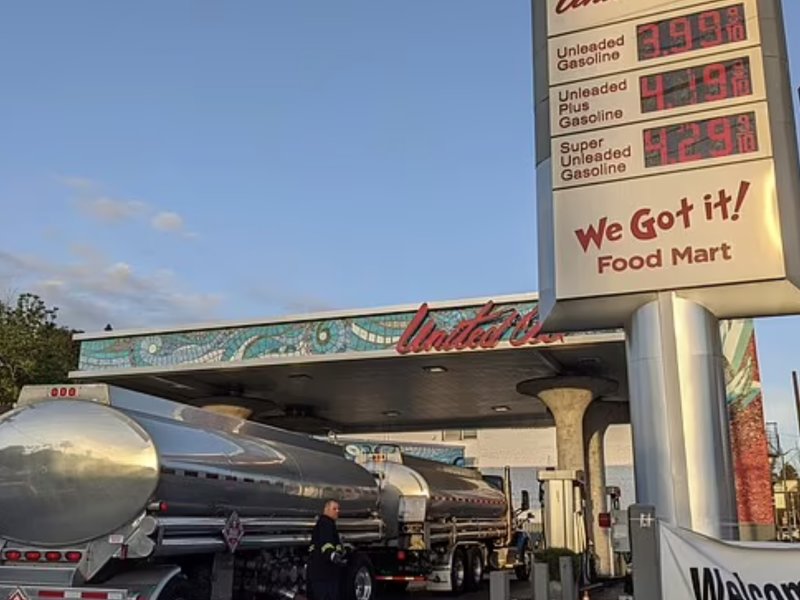 Unleaded
Gasoline
3.99 9/10
Unleaded
Plus
Gasoline
4.19 9/10
Super
Unleaded
Gasoline
4.29 9/10
We Got it!
Food Mart
United